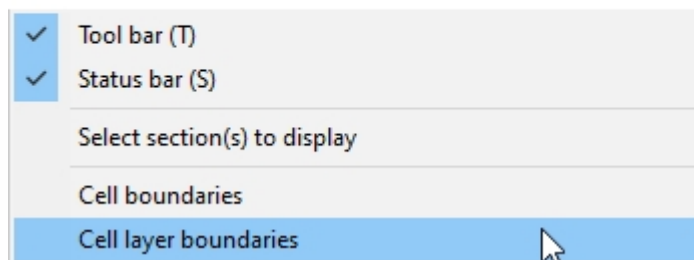 Tool bar (T)
Status bar (S)
Select section(s) to display
Cell boundaries
Cell layer boundaries